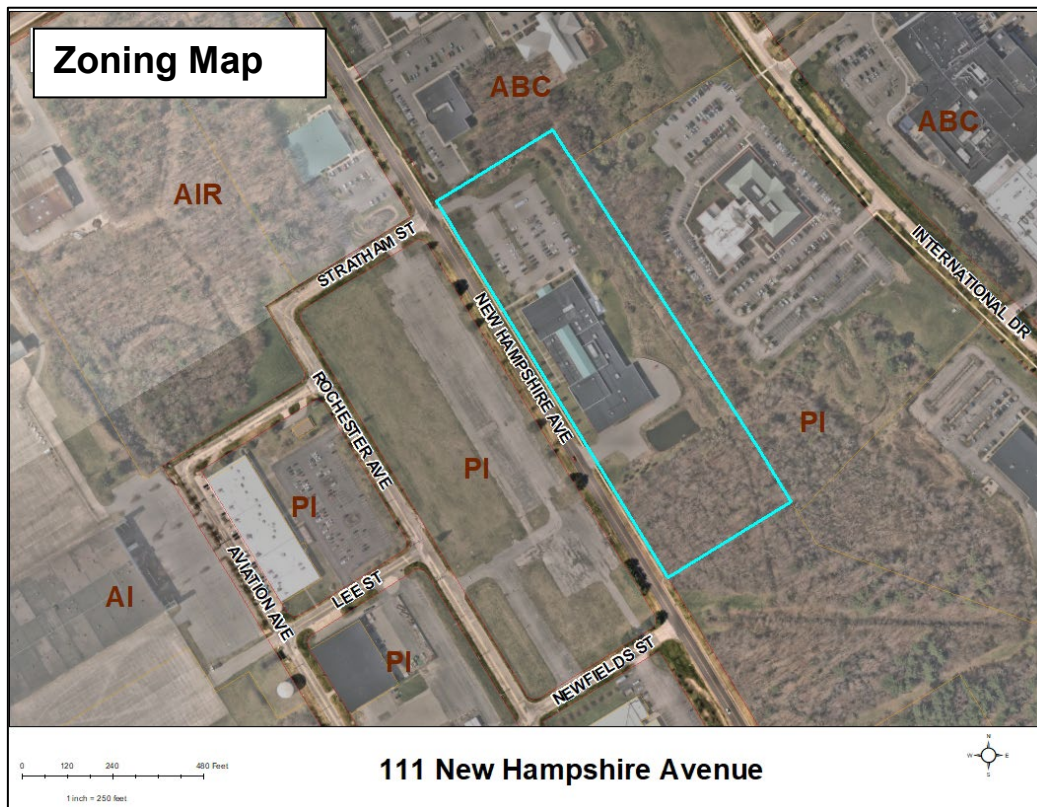 Zoning Map
ABC
ABC
AIR
STRATHAM ST
INTERNATIONAL DR
NEW HAMPSHIRE AVE
ROCHESTER AVE
PI
PI
PI
AVIATION AVE
LEE ST
AI
PI
NEWFIELDS ST
0 120 240 480 Feet
1 inch = 250 feet
111 New Hampshire Avenue
N
W E
S